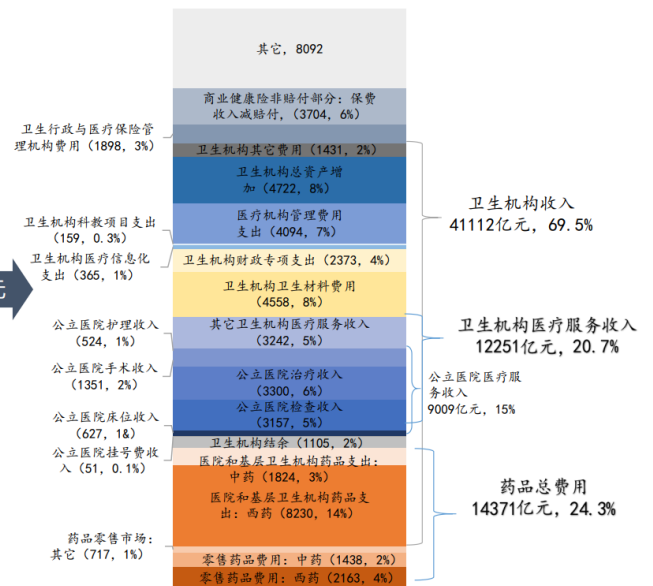 其它, 8092
商业健康险非赔付部分: 保费
收入减赔付, (3704, 6%)
卫生行政与医疗保险管
理机构费用 (1898, 3%)
卫生机构其它费用 (1431, 2%)
卫生机构总资产增
加 (4722, 8%)
医疗机构管理费用
支出 (4094, 7%)
卫生机构收入
41112亿元, 69.5%
卫生机构科教项目支出
(159, 0.3%)
卫生机构医疗信息化
支出 (365, 1%)
卫生机构财政专项支出 (2373, 4%)
元
卫生机构卫生材料费用
(4558, 8%)
公立医院护理收入
(524, 1%)
其它卫生机构医疗服务收入
(3242, 5%)
卫生机构医疗服务收入
12251亿元, 20.7%
公立医院手术收入
(1351, 2%)
公立医院治疗收入
(3300, 6%)
公立医院医疗服
务收入
9009亿元, 15%
公立医院检查收入
(3157, 5%)
公立医院床位收入
(627, 1&)
公立医院挂号费收
入 (51, 0.1%)
卫生机构结余 (1105, 2%)
医院和基层卫生机构药品支出:
中药 (1824, 3%)
医院和基层卫生机构药品支
出: 西药 (8230, 14%)
药品总费用
14371亿元, 24.3%
药品零售市场:
其它 (717, 1%)
零售药品费用: 中药 (1438, 2%)
零售药品费用: 西药 (2163, 4%)